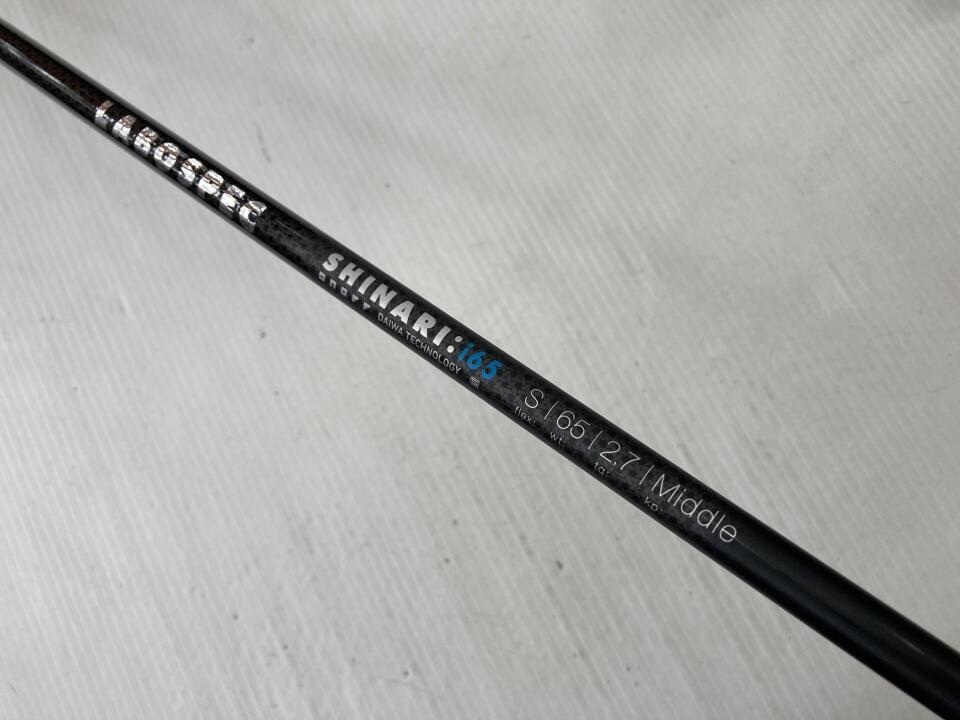 LABOSPEC
SHINARI:i65
DAIWA TECHNOLOGY
S | 65 | 2.7 | Middle
flex: wt: tq: kp: